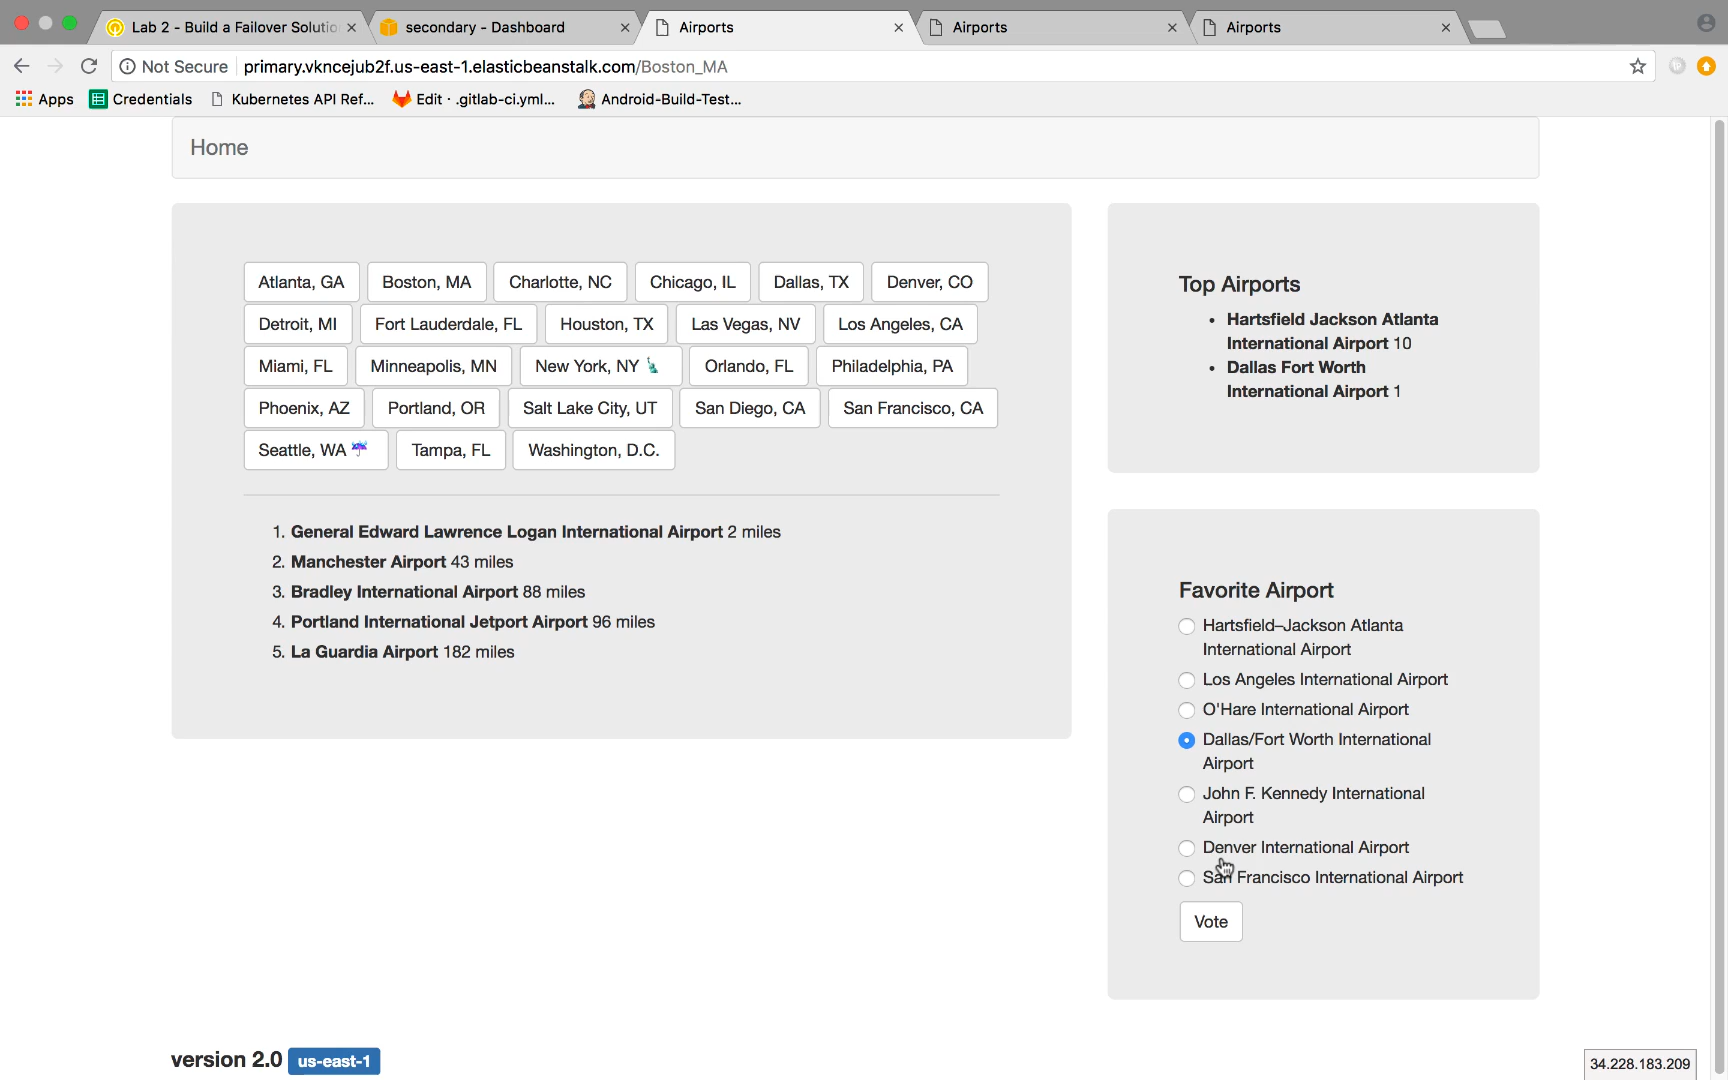 Lab 2 - Build a Failover Solutio
secondary - Dashboard
Airports
Airports
Airports
Not Secure
primary.vkncejub2f.us-east-1.elasticbeanstalk.com/Boston_MA
Apps
Credentials
Kubernetes API Ref...
Edit · .gitlab-ci.yml...
Android-Build-Test...
Home
Atlanta, GA
Boston, MA
Charlotte, NC
Chicago, IL
Dallas, TX
Denver, CO
Detroit, MI
Fort Lauderdale, FL
Houston, TX
Las Vegas, NV
Los Angeles, CA
Miami, FL
Minneapolis, MN
New York, NY 🗽
Orlando, FL
Philadelphia, PA
Phoenix, AZ
Portland, OR
Salt Lake City, UT
San Diego, CA
San Francisco, CA
Seattle, WA ☔
Tampa, FL
Washington, D.C.
1. General Edward Lawrence Logan International Airport 2 miles
2. Manchester Airport 43 miles
3. Bradley International Airport 88 miles
4. Portland International Jetport Airport 96 miles
5. La Guardia Airport 182 miles
Top Airports
• Hartsfield Jackson Atlanta
International Airport 10
• Dallas Fort Worth
International Airport 1
Favorite Airport
Hartsfield–Jackson Atlanta
International Airport
Los Angeles International Airport
O'Hare International Airport
Dallas/Fort Worth International
Airport
John F. Kennedy International
Airport
Denver International Airport
San Francisco International Airport
Vote
version 2.0 us-east-1
34.228.183.209